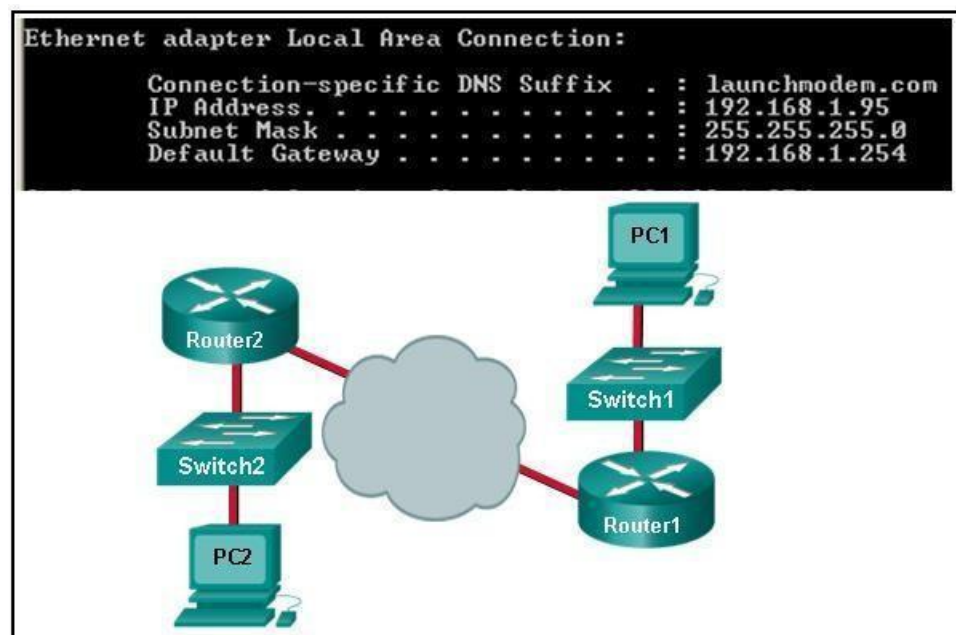 Ethernet adapter Local Area Connection:
Connection-specific DNS Suffix . : launchmodem.com
IP Address. . . . . . . . . . . . : 192.168.1.95
Subnet Mask . . . . . . . . . . . : 255.255.255.0
Default Gateway . . . . . . . . . : 192.168.1.254
PC1
Router2
Switch1
Switch2
Router1
PC2